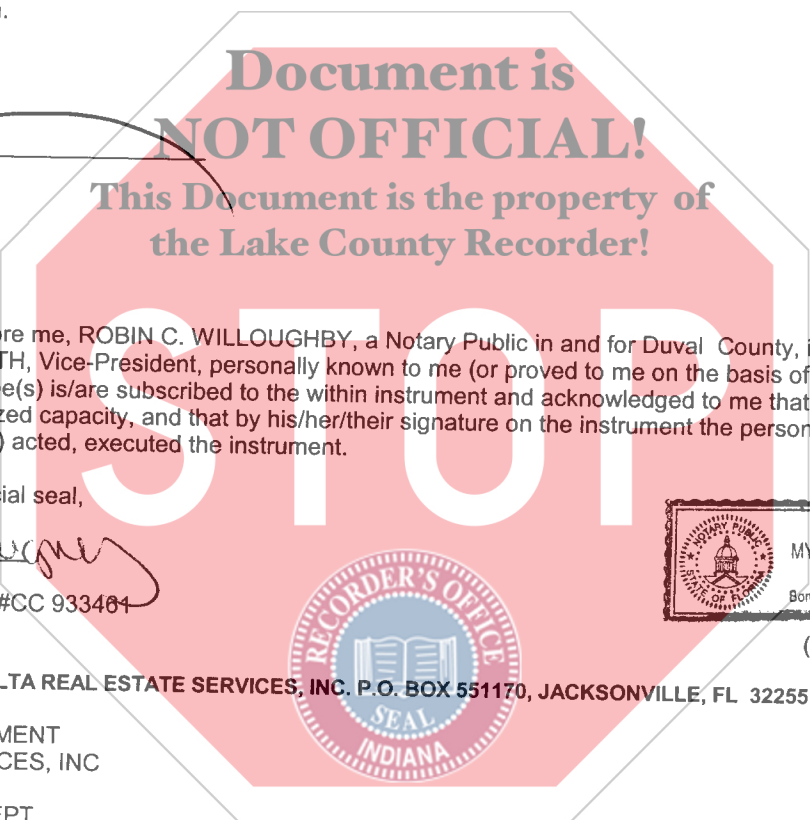 Document is
NOT OFFICIAL!
This Document is the property of
the Lake County Recorder!
STOP
ore me, ROBIN C. WILLOUGHBY, a Notary Public in and for Duval County, i
TH, Vice-President, personally known to me (or proved to me on the basis of
e(s) is/are subscribed to the within instrument and acknowledged to me that
zed capacity, and that by his/her/their signature on the instrument the person
) acted, executed the instrument.
cial seal,
#CC 933461
NOTARY PUBLIC
STATE OF FLORIDA
MY
Bon
(
RECORDER'S OFFICE
SEAL
INDIANA
LTA REAL ESTATE SERVICES, INC. P.O. BOX 551170, JACKSONVILLE, FL 32255
MENT
CES, INC
EPT